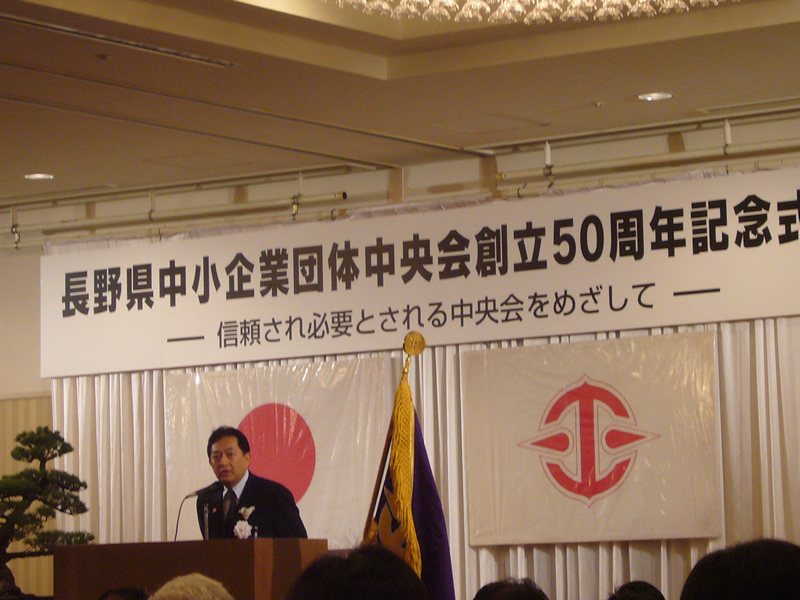 長野県中小企業団体中央会創立50周年記念式
― 信頼され必要とされる中央会をめざして ―